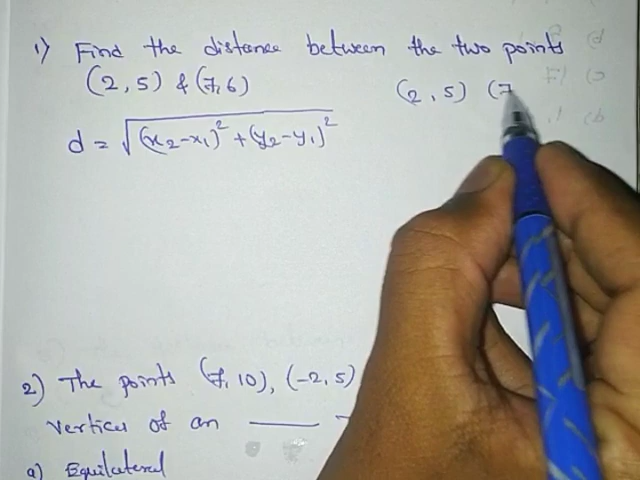 1) Find the distance between the two points
(2, 5) & (7, 6) (2, 5) (7
d = √(x₂-x₁)² + (y₂-y₁)²
2) The points (7, 10), (-2, 5)
vertices of an ____
a) Equilateral